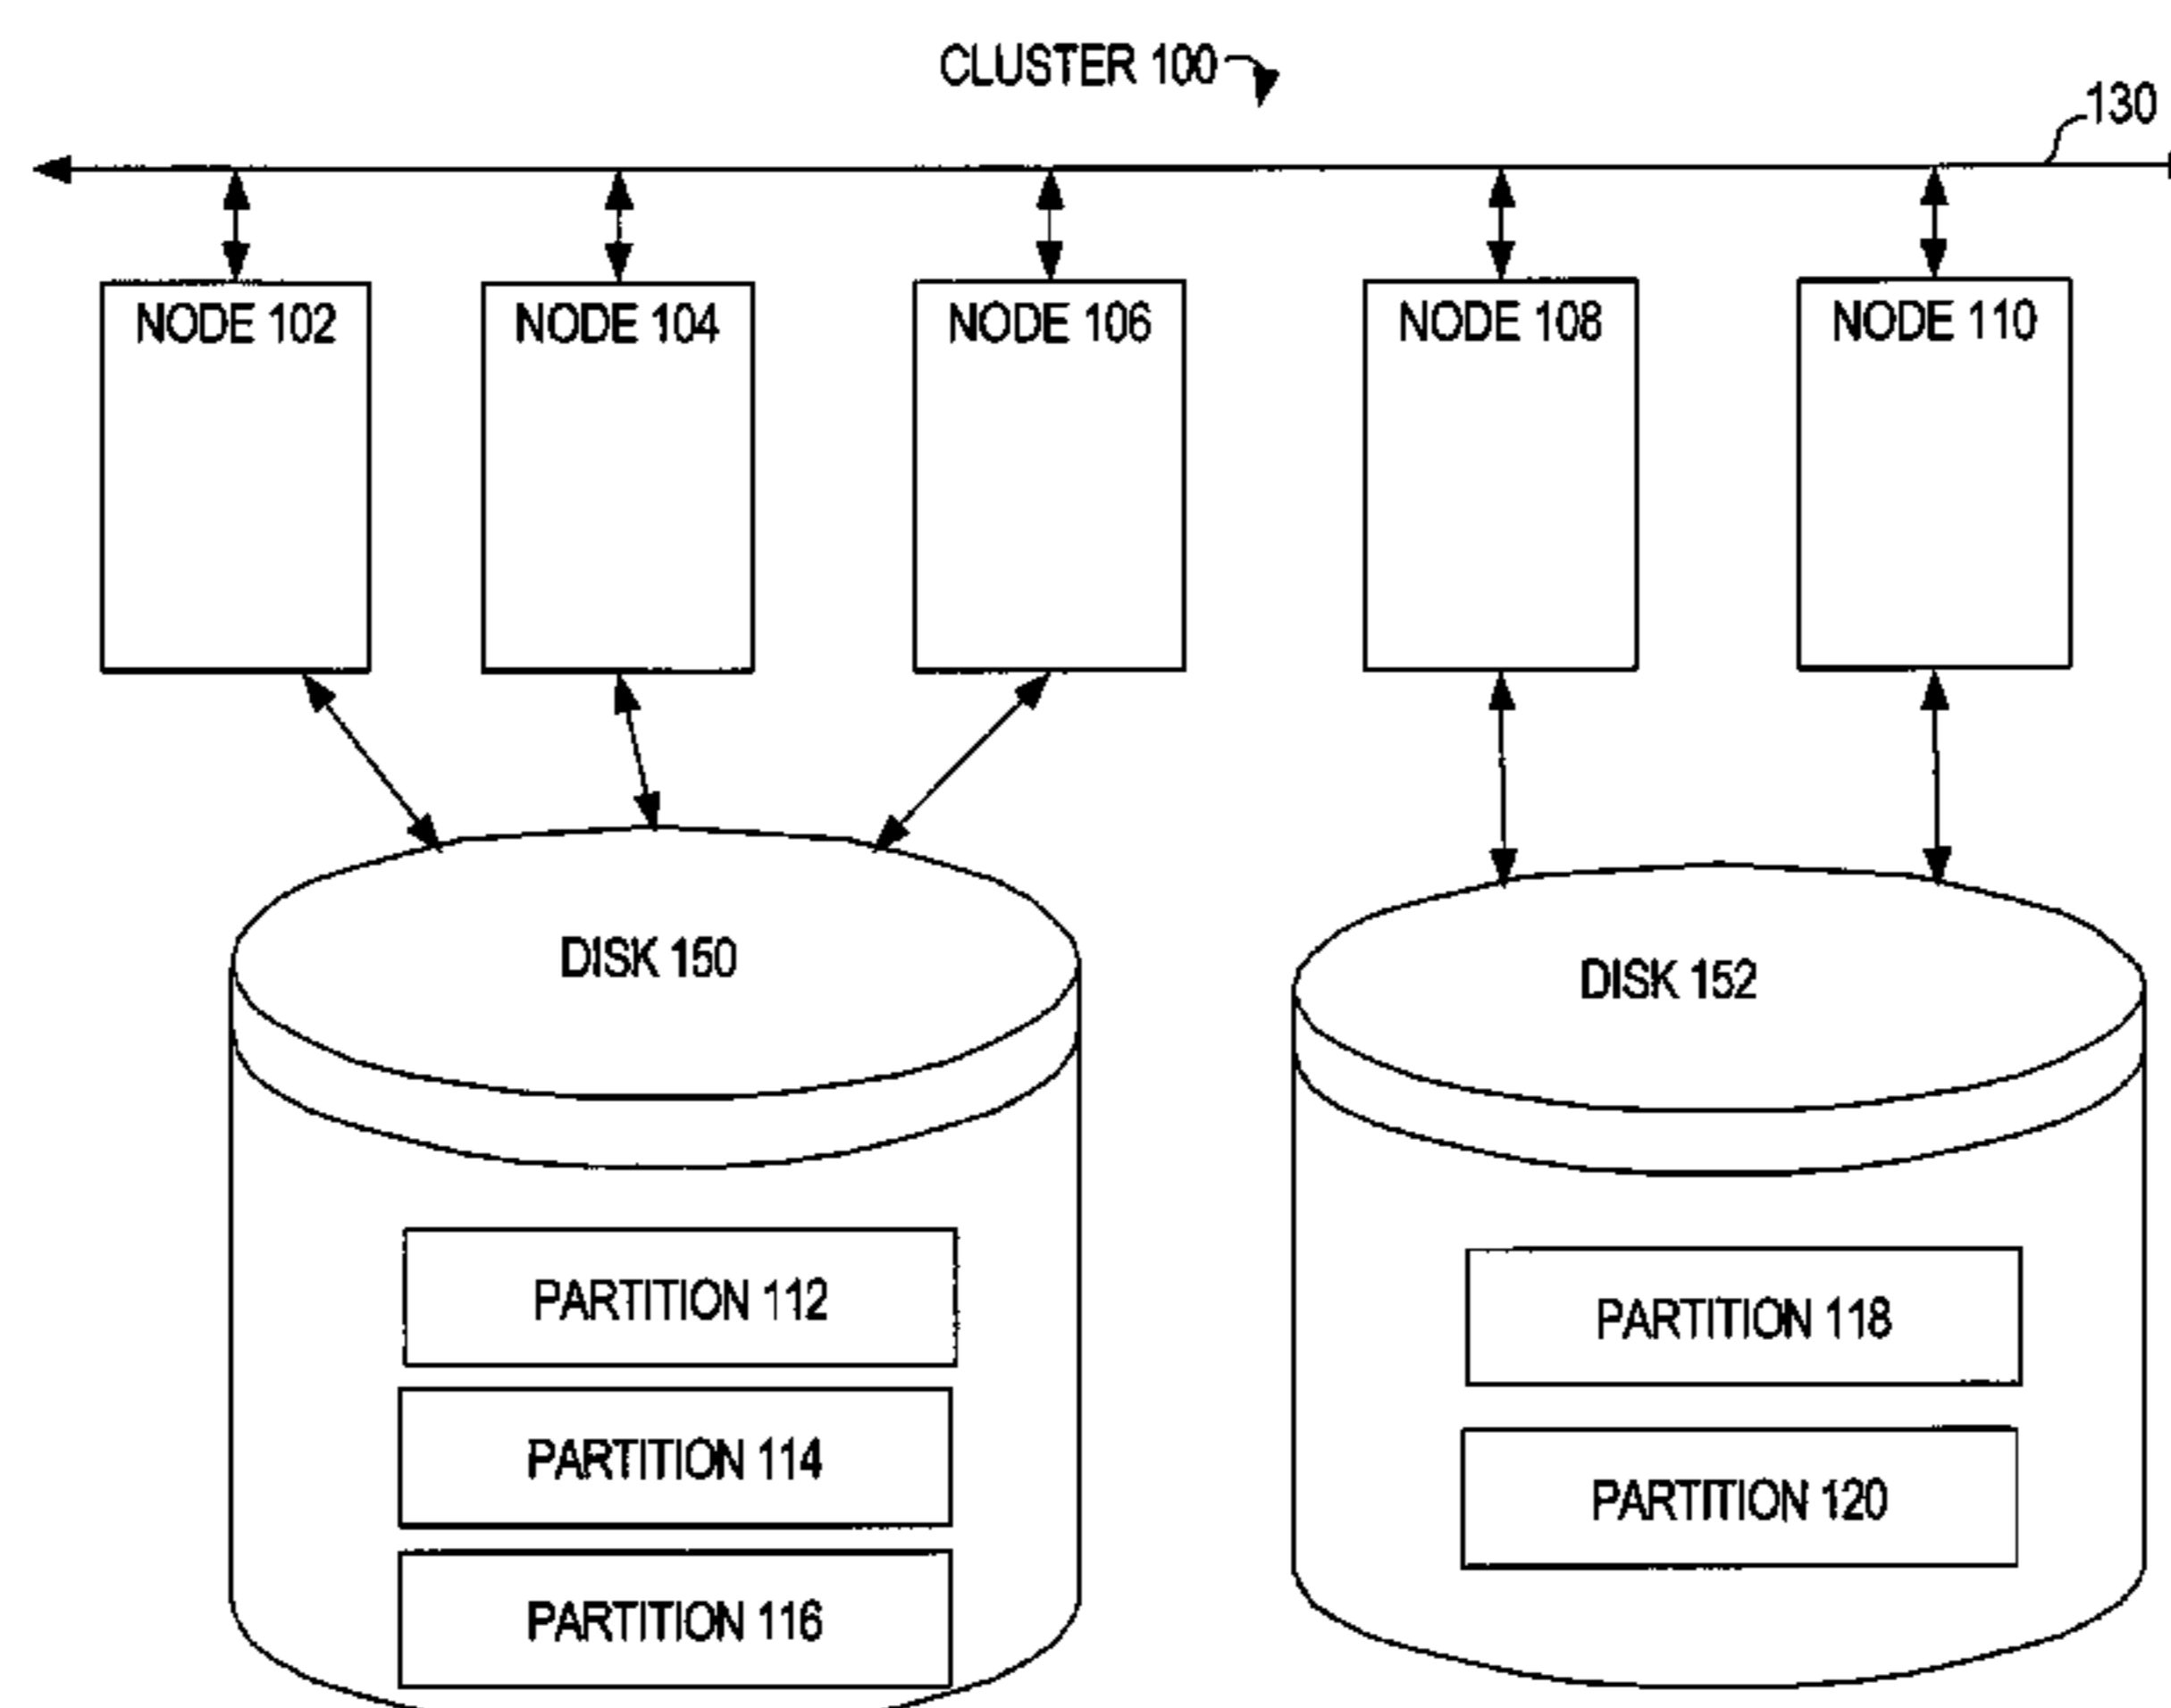 CLUSTER 100
130
NODE 102
NODE 104
NODE 106
NODE 108
NODE 110
DISK 150
DISK 152
PARTITION 112
PARTITION 114
PARTITION 116
PARTITION 118
PARTITION 120